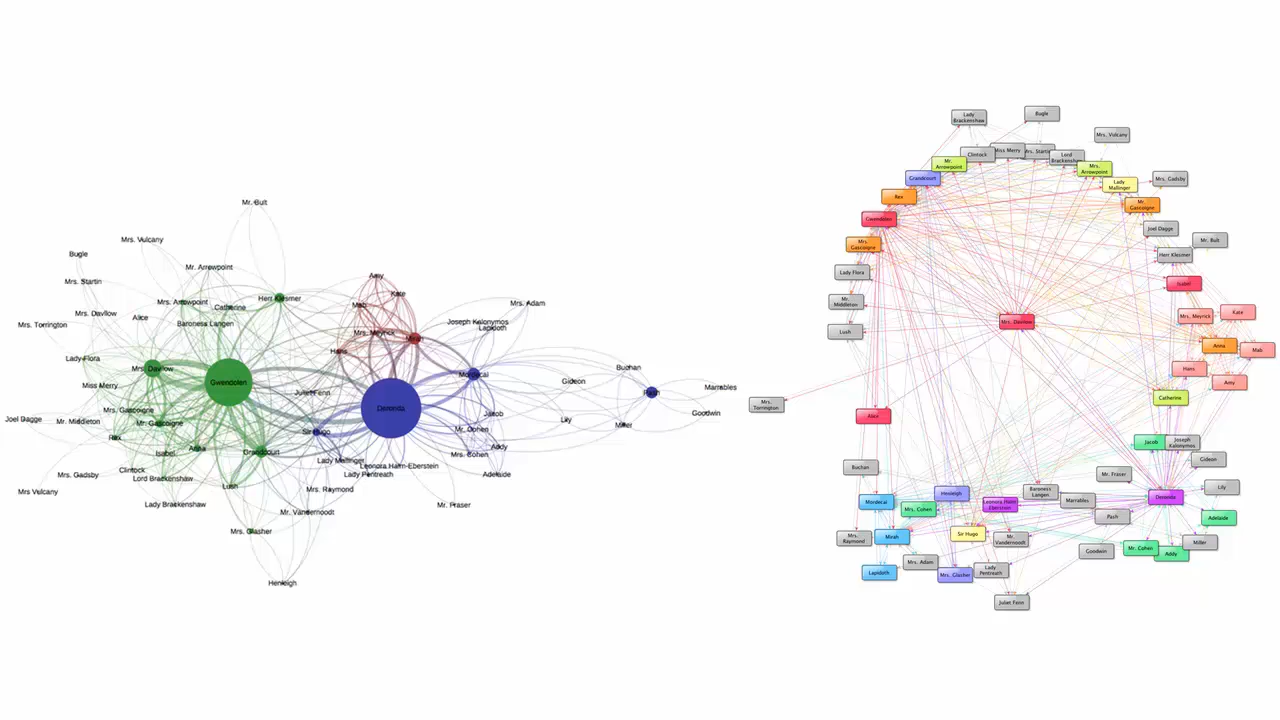 Mr. Bult
Mrs. Vulcany
Bugle
Mr. Arrowpoint
Mrs. Startin
Amy
Kate
Herr Klesmer
Mrs. Arrowpoint
Catherine
Mab
Mrs. Adam
Mrs. Davilow
Alice
Baroness Langen
Joseph Kalonymos
Lapidoth
Mrs. Torrington
Mrs. Meyrick
Mirah
Hans
Lady Flora
Mrs. Davilow
Gwendolen
Mordecai
Buchan
Gideon
Miss Merry
Juliet Fenn
Pash
Marrables
Mrs. Gascoigne
Deronda
Jacob
Goodwin
Joel Dagge
Mr. Middleton
Mr. Gascoigne
Lily
Miller
Sir Hugo
Mr. Cohen
Rex
Anna
Isabel
Grandcourt
Addy
Mrs. Cohen
Lady Mallinger
Leonora Halm-Eberstein
Lady Pentreath
Adelaide
Mrs. Gadsby
Clintock
Lord Brackenshaw
Lush
Mrs. Raymond
Mrs Vulcany
Lady Brackenshaw
Mr. Vandernoodt
Mr. Fraser
Mrs. Glasher
Henleigh
Lady
Brackenshaw
Bugle
Mrs. Vulcany
Clintock
Miss Merry
Mrs. Startin
Lord
Brackenshaw
Mr.
Arrowpoint
Mrs.
Arrowpoint
Grandcourt
Lady
Mallinger
Mrs. Gadsby
Rex
Mr.
Gascoigne
Gwendolen
Joel Dagge
Mrs.
Gascoigne
Mr. Bult
Herr Klesmer
Lady Flora
Isabel
Mr.
Middleton
Mrs. Davilow
Mrs. Meyrick
Kate
Lush
Anna
Mab
Hans
Amy
Catherine
Mrs.
Torrington
Alice
Jacob
Joseph
Kalonymos
Gideon
Buchan
Mr. Fraser
Lily
Mordecai
Henleigh
Baroness
Langen
Marrables
Deronda
Mrs. Cohen
Leonora Halm-
Eberstein
Pash
Adelaide
Mrs.
Raymond
Mirah
Sir Hugo
Mr.
Vandernoodt
Goodwin
Mr. Cohen
Addy
Miller
Lapidoth
Mrs. Adam
Mrs. Glasher
Lady
Pentreath
Juliet Fenn